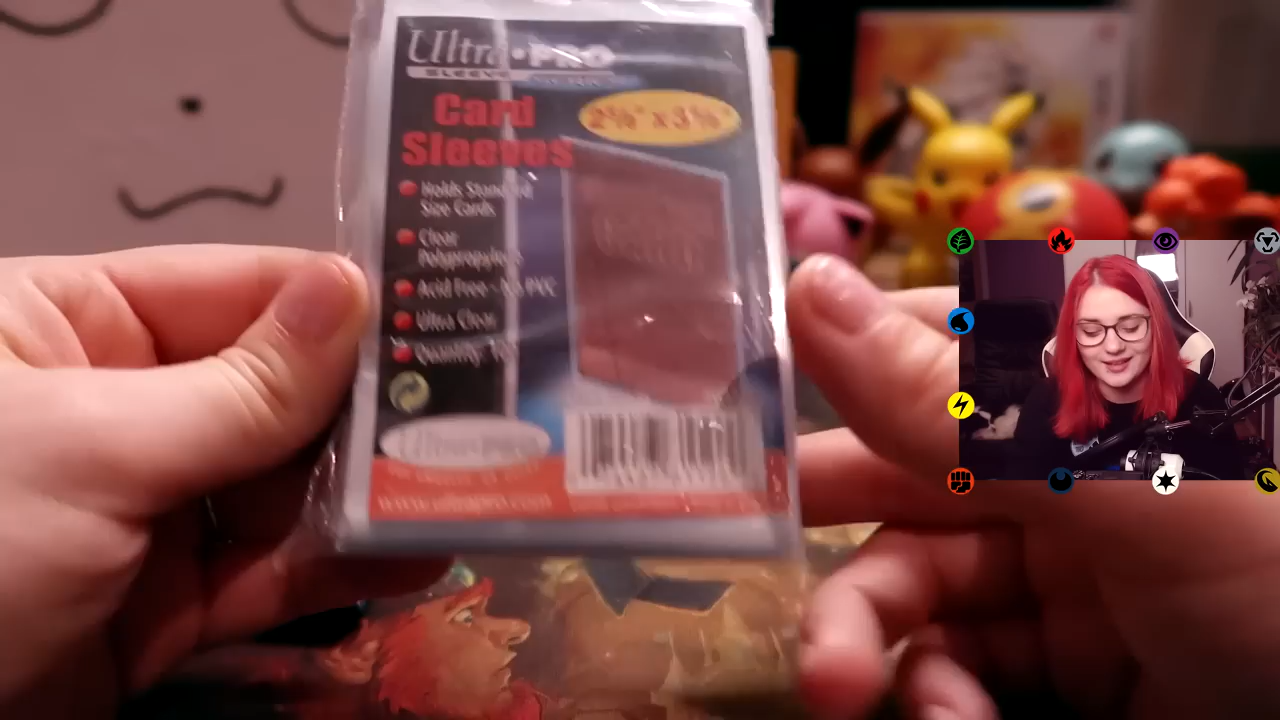 Ultra•PRO
Card
Sleeves
2⅝" x 3⅝"
Holds Standard
Size Cards
Clear
Polypropylene
Acid Free - No PVC
Ultra Clear
Quantity: